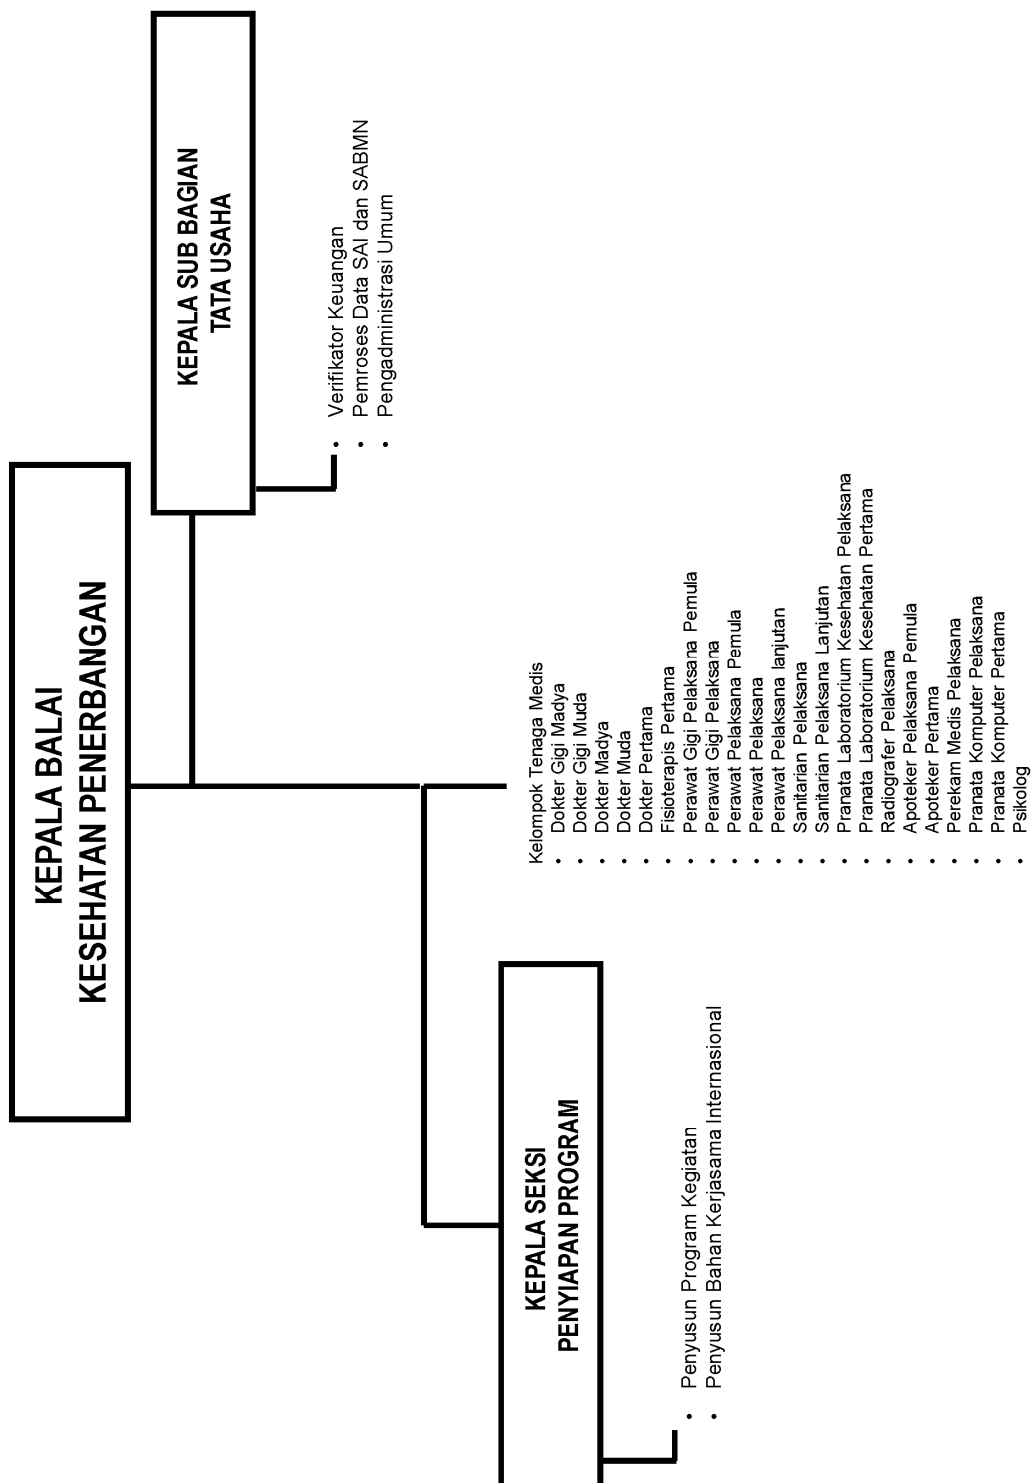 KEPALA BALAI
KESEHATAN PENERBANGAN
KEPALA SUB BAGIAN
TATA USAHA
• Verifikator Keuangan
• Pemroses Data SAI dan SABMN
• Pengadministrasi Umum
KEPALA SEKSI
PENYIAPAN PROGRAM
• Penyusun Program Kegiatan
• Penyusun Bahan Kerjasama Internasional
Kelompok Tenaga Medis
• Dokter Gigi Madya
• Dokter Gigi Muda
• Dokter Madya
• Dokter Muda
• Dokter Pertama
• Fisioterapis Pertama
• Perawat Gigi Pelaksana Pemula
• Perawat Gigi Pelaksana
• Perawat Pelaksana Pemula
• Perawat Pelaksana
• Perawat Pelaksana lanjutan
• Sanitarian Pelaksana
• Sanitarian Pelaksana Lanjutan
• Pranata Laboratorium Kesehatan Pelaksana
• Pranata Laboratorium Kesehatan Pertama
• Radiografer Pelaksana
• Apoteker Pelaksana Pemula
• Apoteker Pertama
• Perekam Medis Pelaksana
• Pranata Komputer Pelaksana
• Pranata Komputer Pertama
• Psikolog